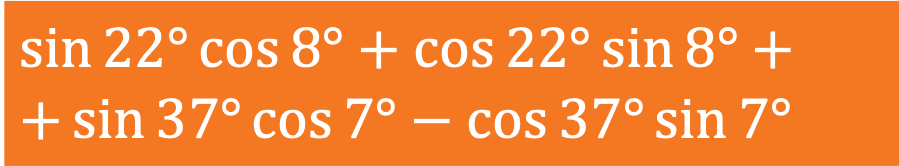 sin 22° cos 8° + cos 22° sin 8° +
+ sin 37° cos 7° − cos 37° sin 7°